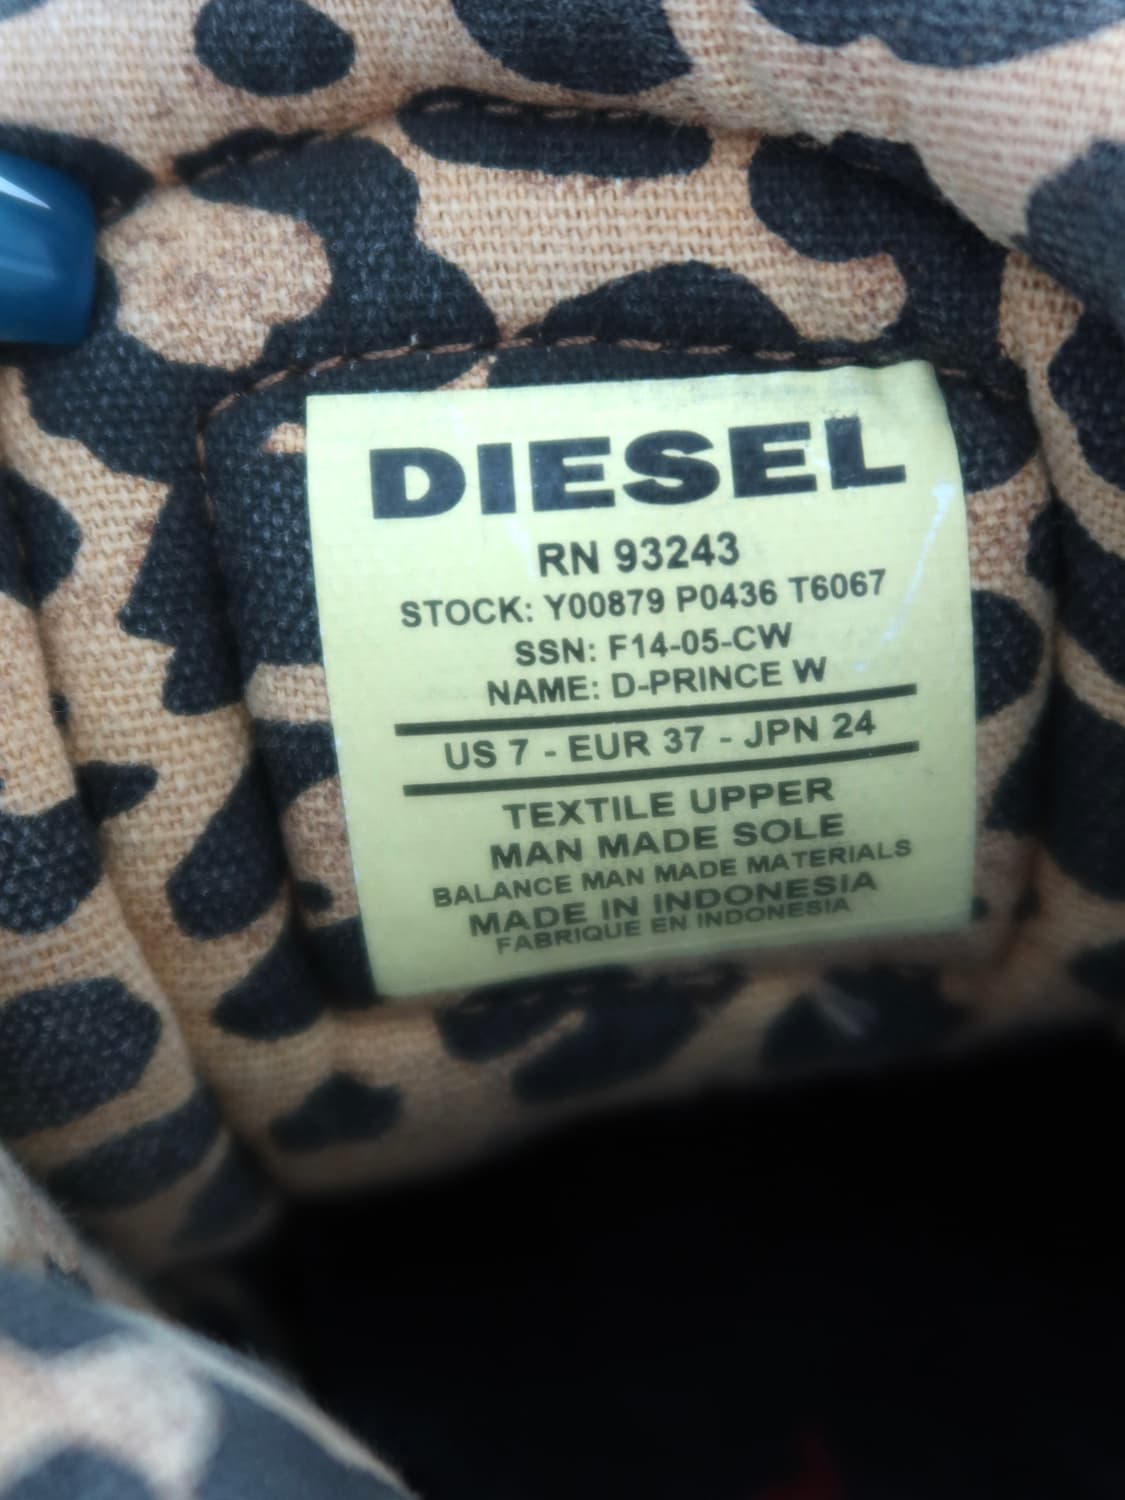 DIESEL
RN 93243
STOCK: Y00879 P0436 T6067
SSN: F14-05-CW
NAME: D-PRINCE W
US 7 - EUR 37 - JPN 24
TEXTILE UPPER
MAN MADE SOLE
BALANCE MAN MADE MATERIALS
MADE IN INDONESIA
FABRIQUE EN INDONESIA